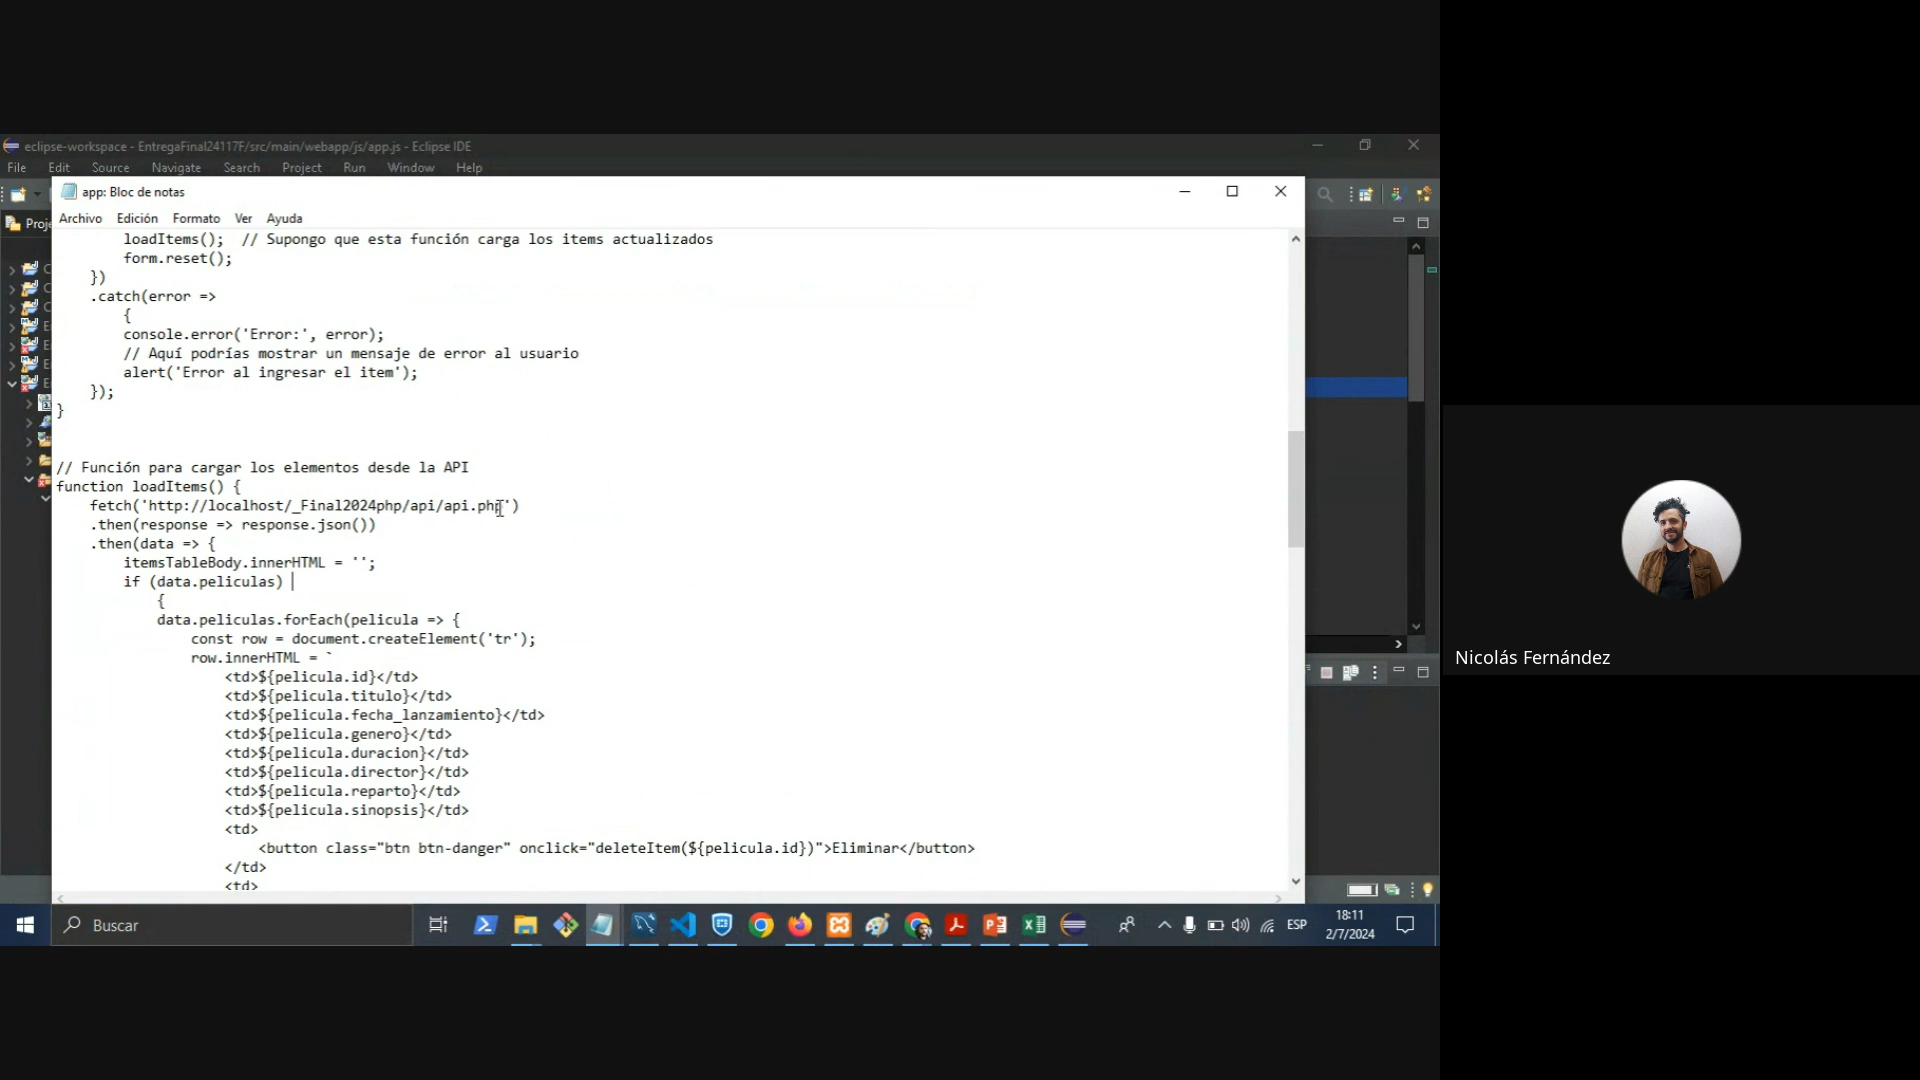 eclipse-workspace - EntregaFinal24117F/src/main/webapp/js/app.js - Eclipse IDE
File Edit Source Navigate Search Project Run Window Help
app: Bloc de notas
Archivo Edición Formato Ver Ayuda
loadItems();  // Supongo que esta función carga los items actualizados
form.reset();
})
.catch(error =>
{
console.error('Error:', error);
// Aquí podrías mostrar un mensaje de error al usuario
alert('Error al ingresar el item');
});
}
// Función para cargar los elementos desde la API
function loadItems() {
fetch('http://localhost/_Final2024php/api/api.php')
.then(response => response.json())
.then(data => {
itemsTableBody.innerHTML = '';
if (data.peliculas)
{
data.peliculas.forEach(pelicula => {
const row = document.createElement('tr');
row.innerHTML = `
<td>${pelicula.id}</td>
<td>${pelicula.titulo}</td>
<td>${pelicula.fecha_lanzamiento}</td>
<td>${pelicula.genero}</td>
<td>${pelicula.duracion}</td>
<td>${pelicula.director}</td>
<td>${pelicula.reparto}</td>
<td>${pelicula.sinopsis}</td>
<td>
<button class="btn btn-danger" onclick="deleteItem(${pelicula.id})">Eliminar</button>
</td>
<td>
Nicolás Fernández
Buscar
ESP
18:11
2/7/2024